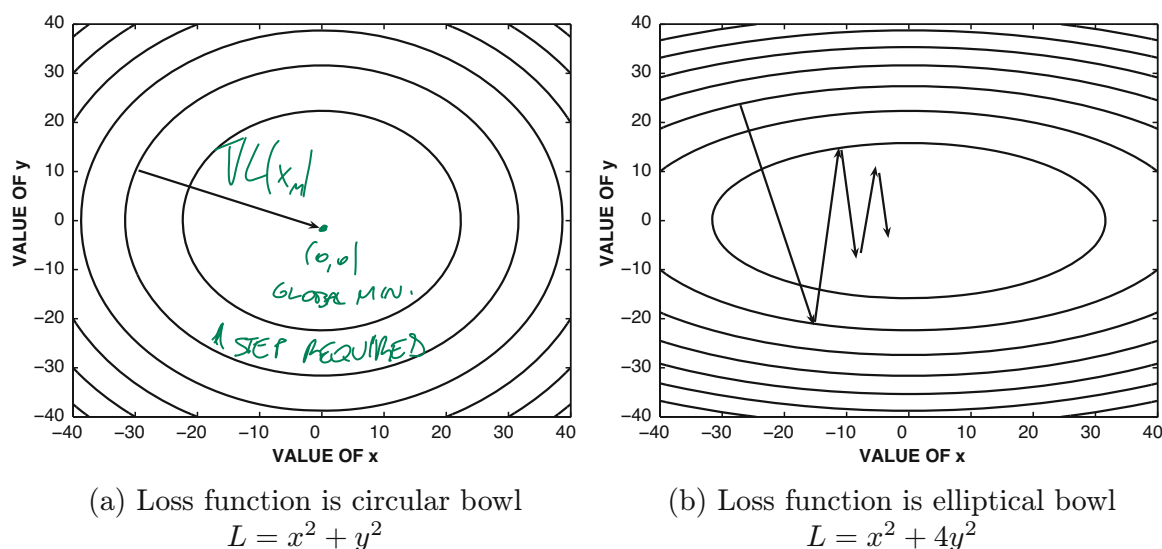 40
30
20
10
0
−10
−20
−30
−40
VALUE OF y
−40 −30 −20 −10 0 10 20 30 40
VALUE OF x
∇L(x_M)
(0,0)
GLOBAL MIN.
1 STEP REQUIRED
(a) Loss function is circular bowl
L = x² + y²
40
30
20
10
0
−10
−20
−30
−40
VALUE OF y
−40 −30 −20 −10 0 10 20 30 40
VALUE OF x
(b) Loss function is elliptical bowl
L = x² + 4y²